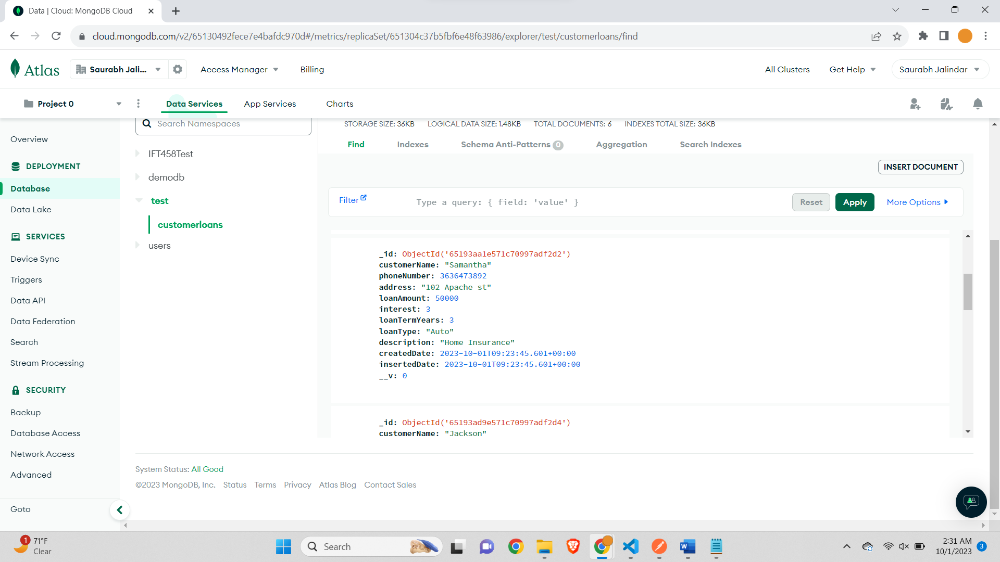 Data | Cloud: MongoDB Cloud
cloud.mongodb.com/v2/65130492fece7e4bafdc970d#/metrics/replicaSet/651304c37b5fbf6e48f63986/explorer/test/customerloans/find
Atlas
Saurabh Jali...
Access Manager
Billing
All Clusters
Get Help
Saurabh Jalindar
Project 0
Data Services
App Services
Charts
Overview
DEPLOYMENT
Database
Data Lake
SERVICES
Device Sync
Triggers
Data API
Data Federation
Search
Stream Processing
SECURITY
Backup
Database Access
Network Access
Advanced
Goto
Search Namespaces
IFT458Test
demodb
test
customerloans
users
STORAGE SIZE: 36KB LOGICAL DATA SIZE: 1.48KB TOTAL DOCUMENTS: 6 INDEXES TOTAL SIZE: 36KB
Find Indexes Schema Anti-Patterns 0 Aggregation Search Indexes
INSERT DOCUMENT
Filter Type a query: { field: 'value' } Reset Apply More Options
_id: ObjectId('65193aa1e571c70997adf2d2')
customerName: "Samantha"
phoneNumber: 3636473892
address: "102 Apache st"
loanAmount: 50000
interest: 3
loanTermYears: 3
loanType: "Auto"
description: "Home Insurance"
createdDate: 2023-10-01T09:23:45.601+00:00
insertedDate: 2023-10-01T09:23:45.601+00:00
__v: 0
_id: ObjectId('65193ad9e571c70997adf2d4')
customerName: "Jackson"
System Status: All Good
©2023 MongoDB, Inc. Status Terms Privacy Atlas Blog Contact Sales
1
71°F
Clear
Search
W
2:31 AM
10/1/2023
3